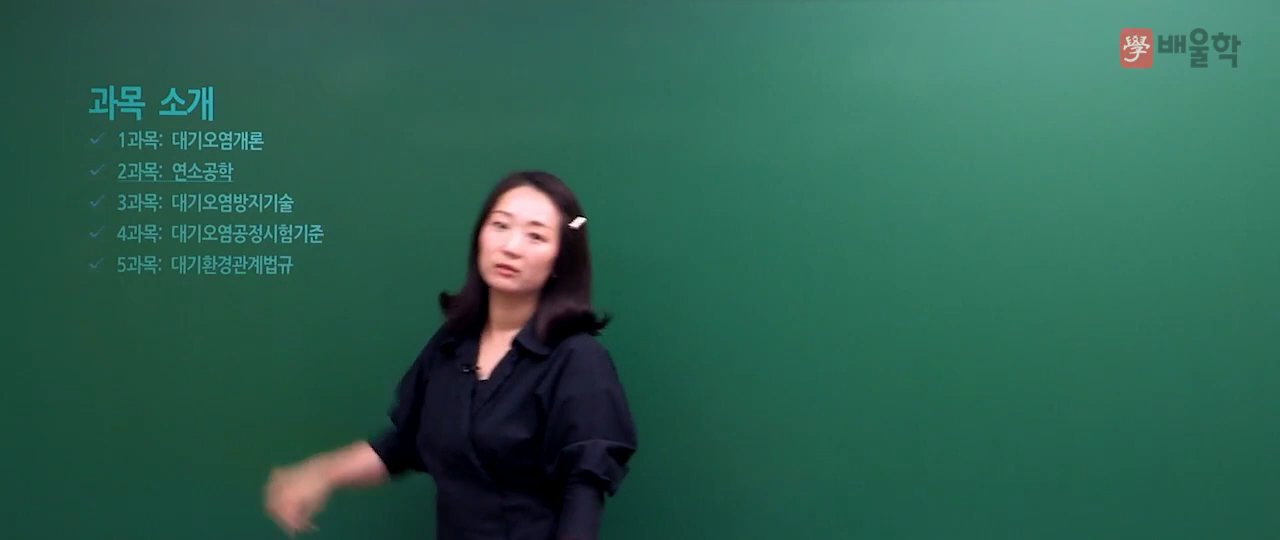 學 배울학
과목 소개
✓ 1과목: 대기오염개론
✓ 2과목: 연소공학
✓ 3과목: 대기오염방지기술
✓ 4과목: 대기오염공정시험기준
✓ 5과목: 대기환경관계법규